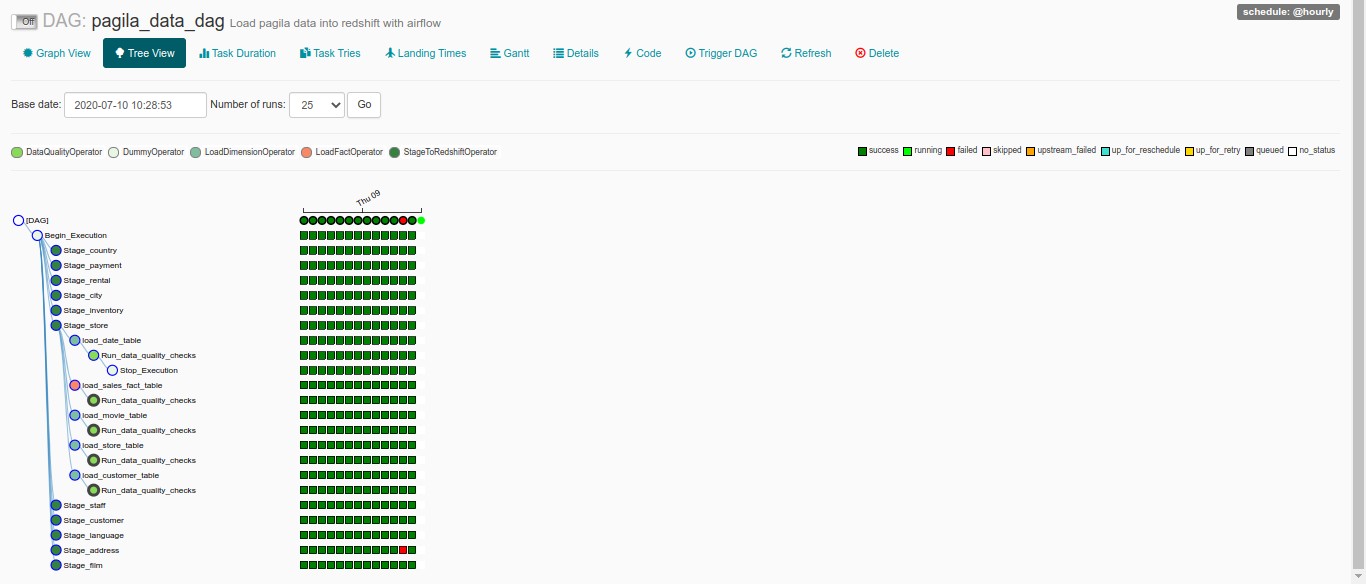 Off DAG: pagila_data_dag Load pagila data into redshift with airflow
schedule: @hourly
Graph View Tree View Task Duration Task Tries Landing Times Gantt Details Code Trigger DAG Refresh Delete
Base date: 2020-07-10 10:28:53 Number of runs: 25 Go
DataQualityOperator DummyOperator LoadDimensionOperator LoadFactOperator StageToRedshiftOperator
success running failed skipped upstream_failed up_for_reschedule up_for_retry queued no_status
Thu 09
[DAG]
Begin_Execution
Stage_country
Stage_payment
Stage_rental
Stage_city
Stage_inventory
Stage_store
load_date_table
Run_data_quality_checks
Stop_Execution
load_sales_fact_table
Run_data_quality_checks
load_movie_table
Run_data_quality_checks
load_store_table
Run_data_quality_checks
load_customer_table
Run_data_quality_checks
Stage_staff
Stage_customer
Stage_language
Stage_address
Stage_film